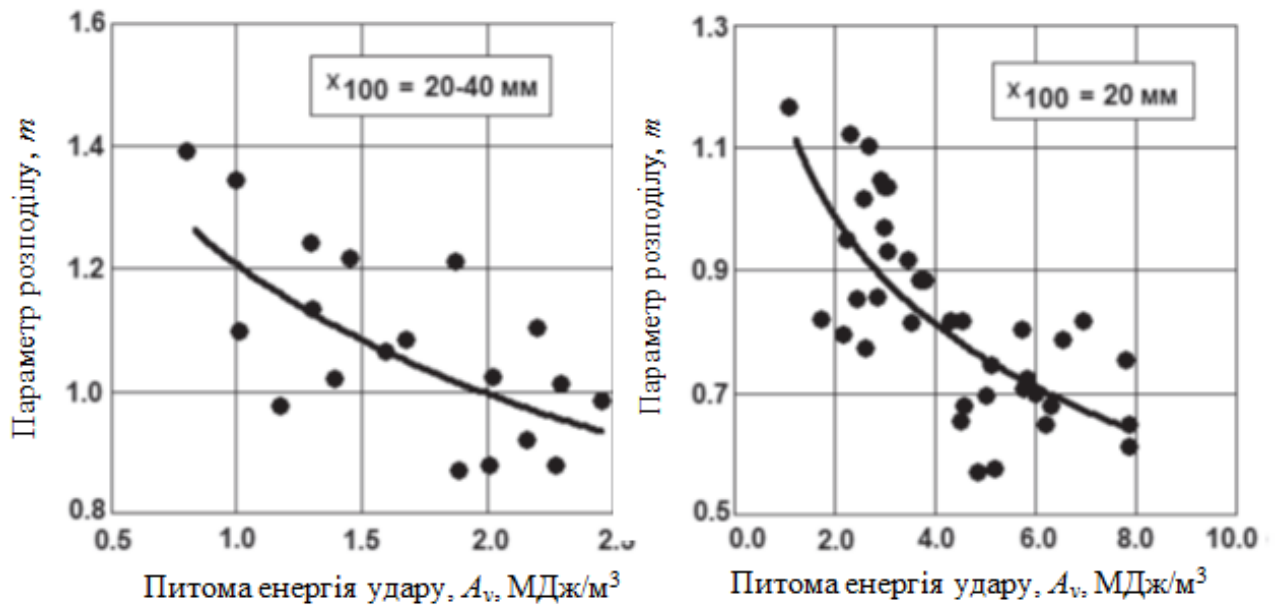 Параметр розподілу, m
1.6
1.4
1.2
1.0
0.8
x100 = 20-40 мм
0.5 1.0 1.5 2.0
Питома енергія удару, Av, МДж/м³
Параметр розподілу, m
1.3
1.1
0.9
0.7
0.5
x100 = 20 мм
0.0 2.0 4.0 6.0 8.0 10.0
Питома енергія удару, Av, МДж/м³